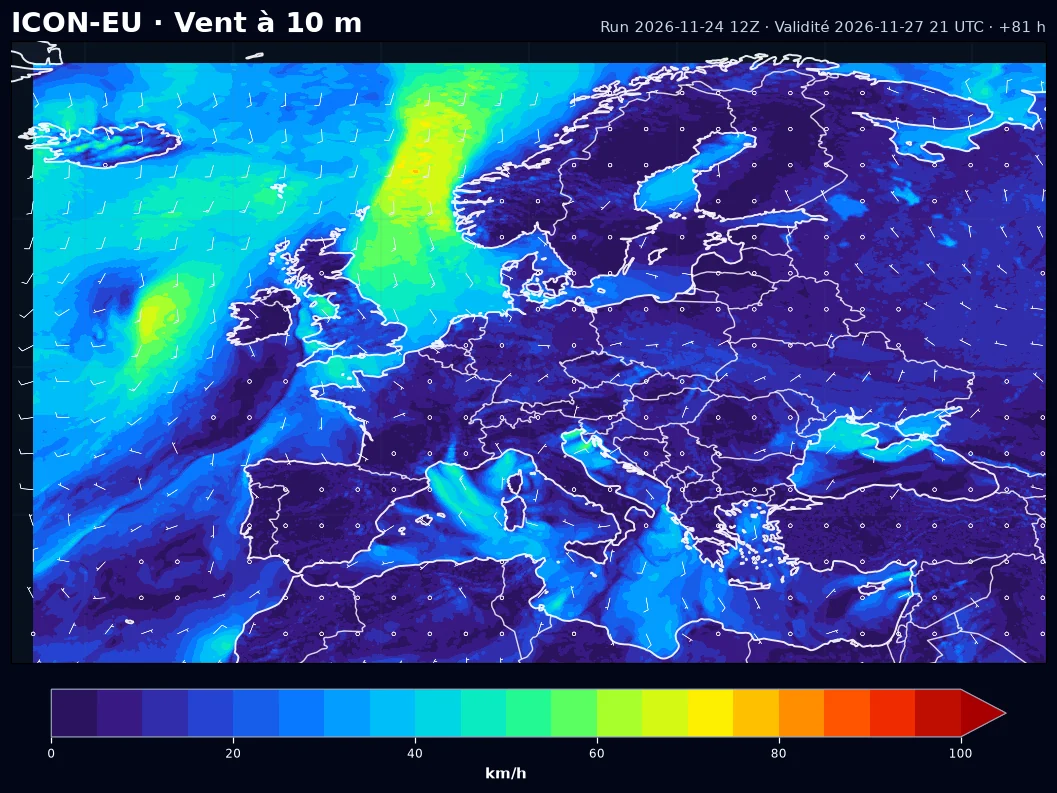 ICON-EU · Vent à 10 m
Run 2026-11-24 12Z · Validité 2026-11-27 21 UTC · +81 h
0 20 40 60 80 100
km/h